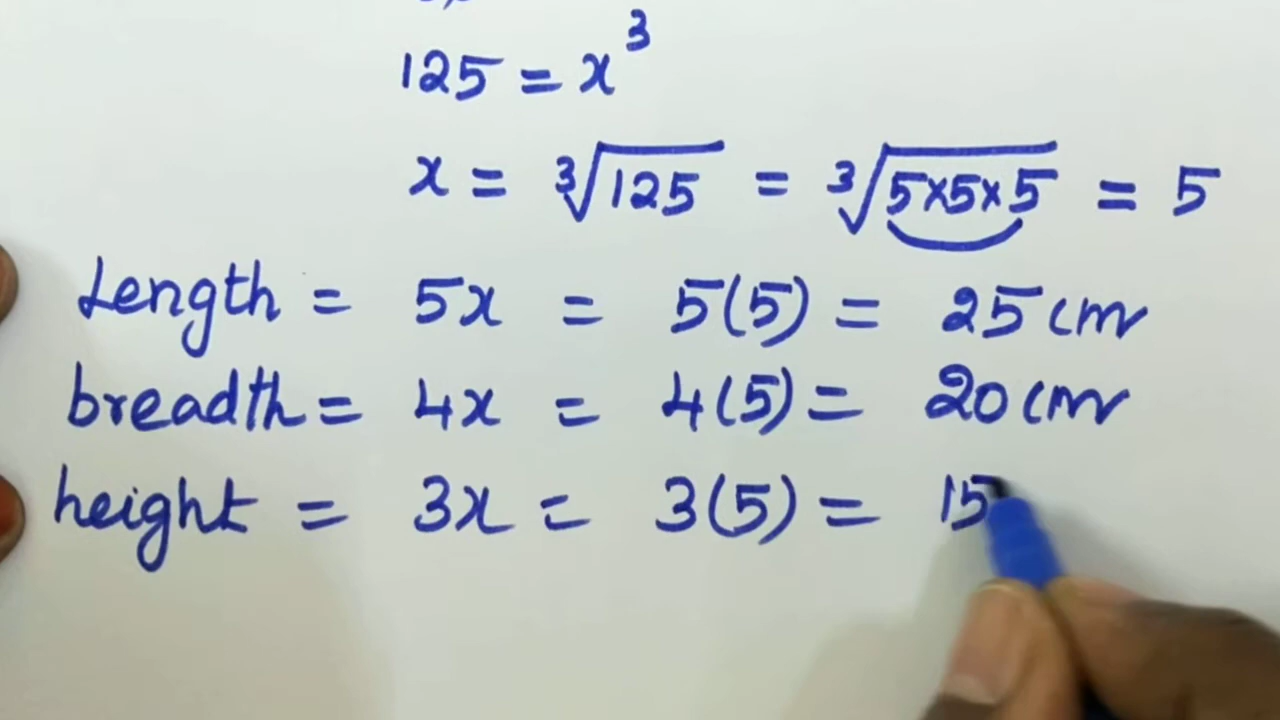 125 = x³
x = ∛125 = ∛5×5×5 = 5
Length = 5x = 5(5) = 25 cm
breadth = 4x = 4(5) = 20 cm
height = 3x = 3(5) = 15